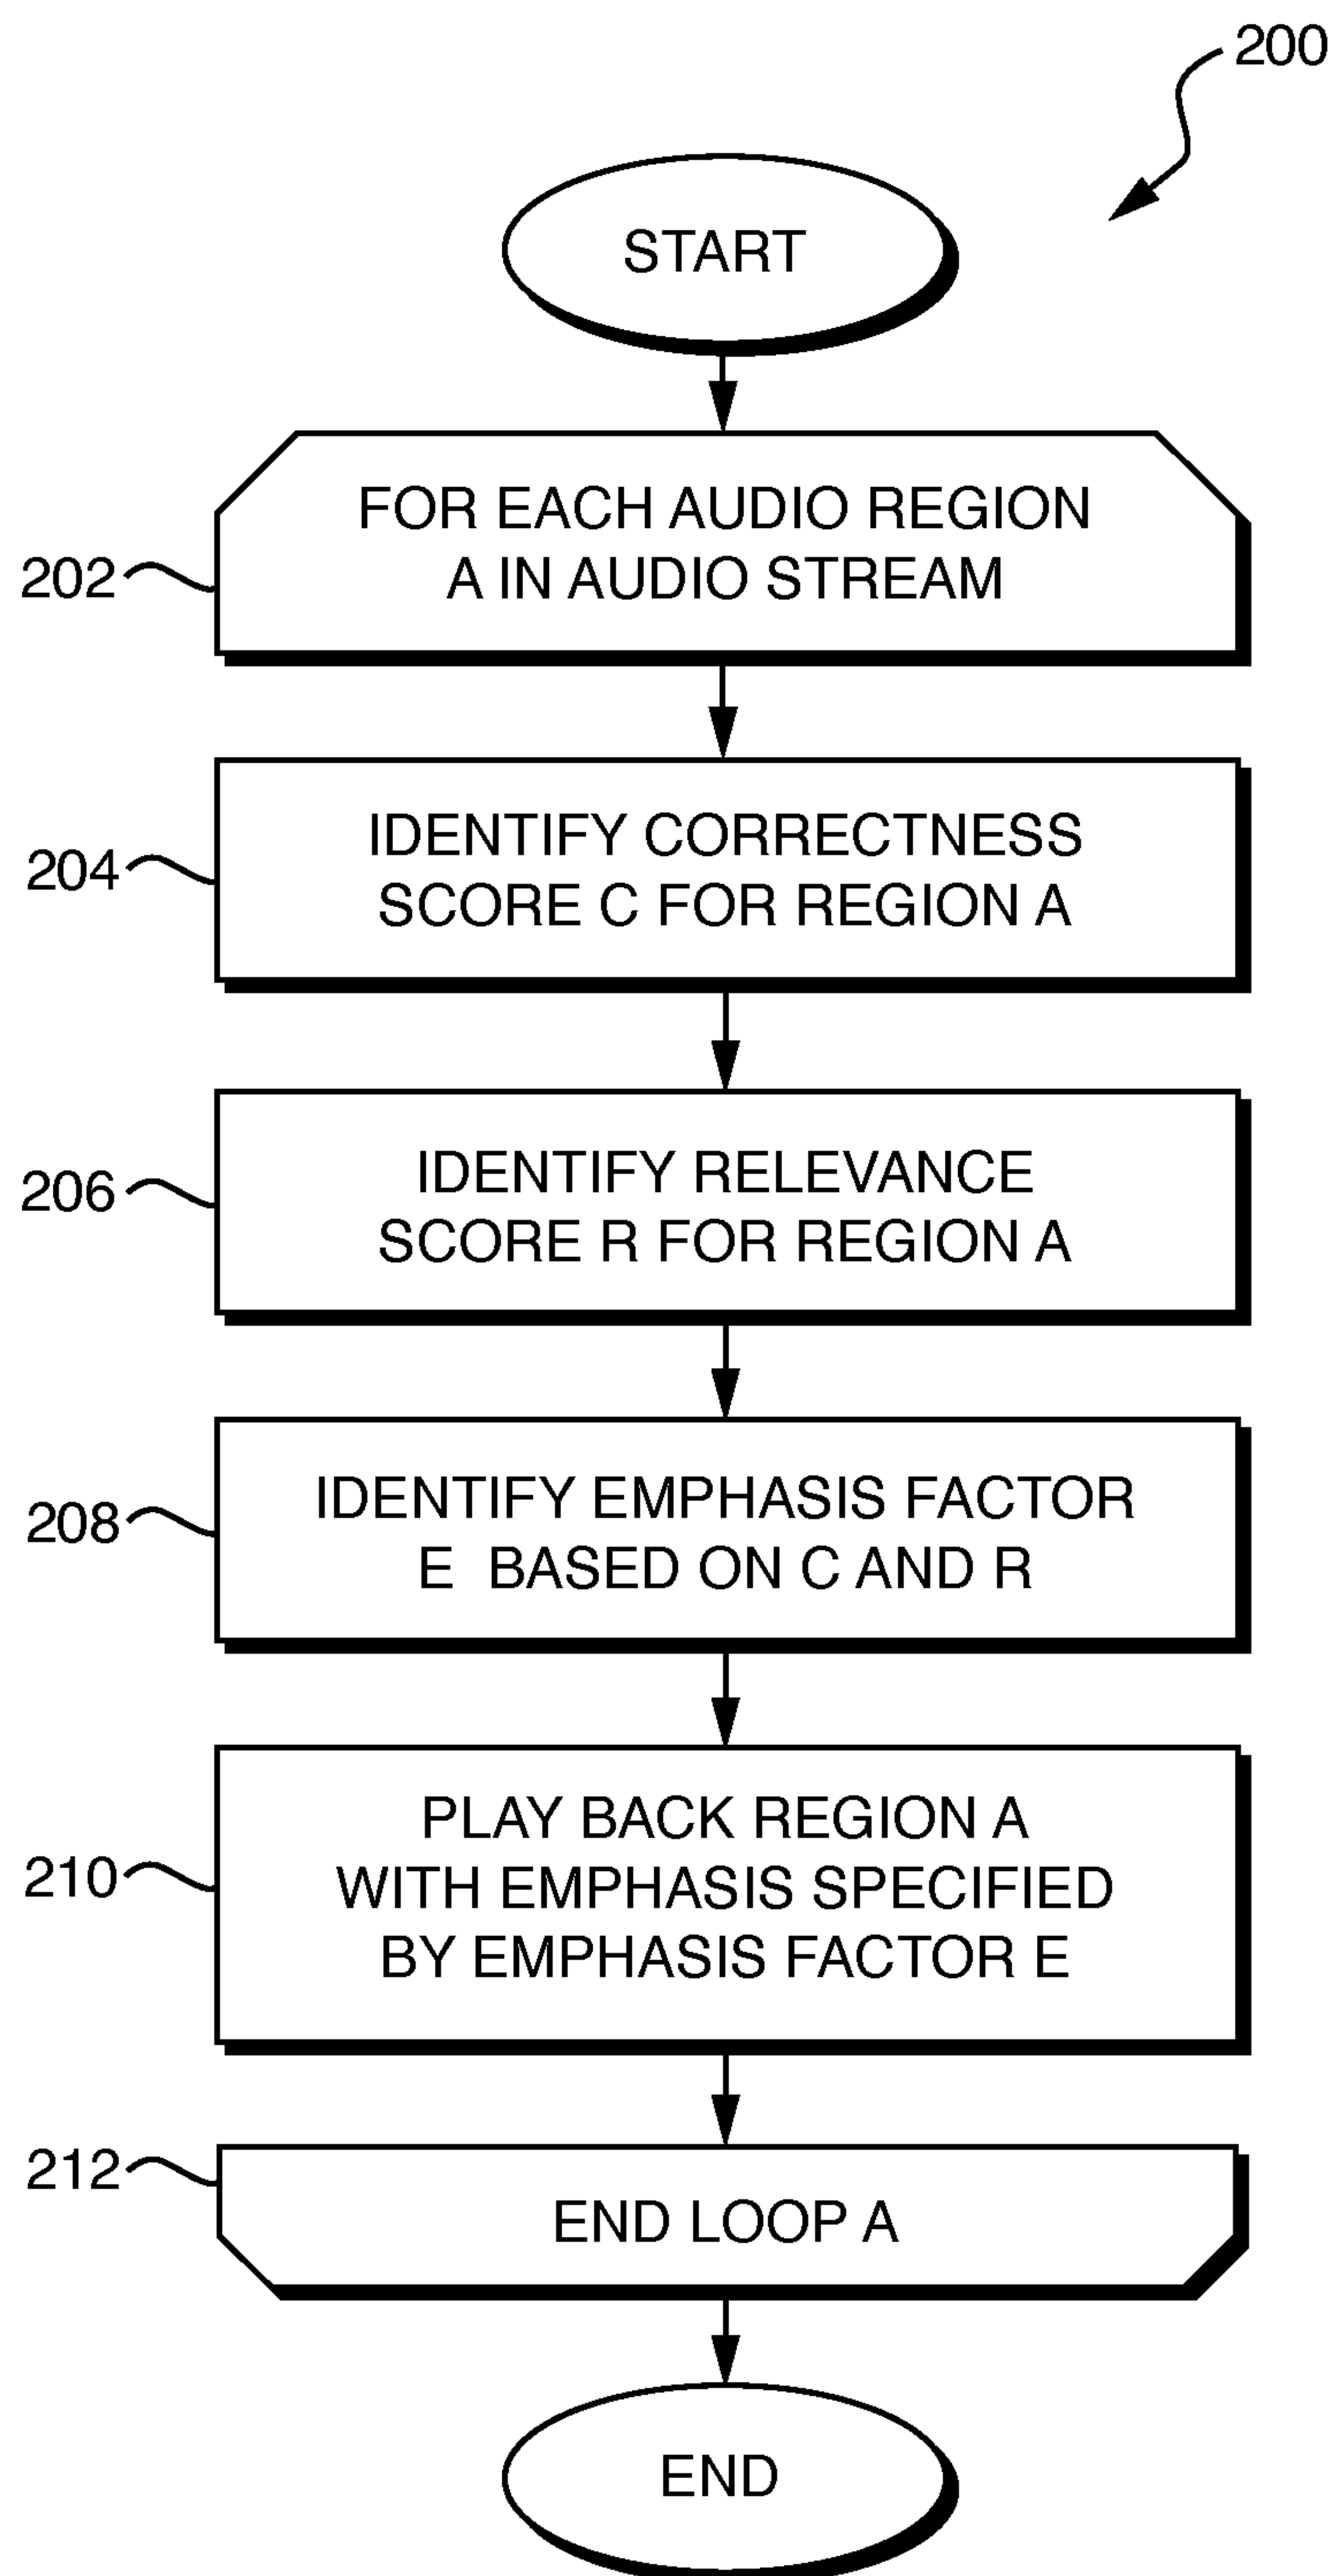 200
START
FOR EACH AUDIO REGION
A IN AUDIO STREAM
202
IDENTIFY CORRECTNESS
SCORE C FOR REGION A
204
IDENTIFY RELEVANCE
SCORE R FOR REGION A
206
IDENTIFY EMPHASIS FACTOR
E BASED ON C AND R
208
PLAY BACK REGION A
WITH EMPHASIS SPECIFIED
BY EMPHASIS FACTOR E
210
212
END LOOP A
END